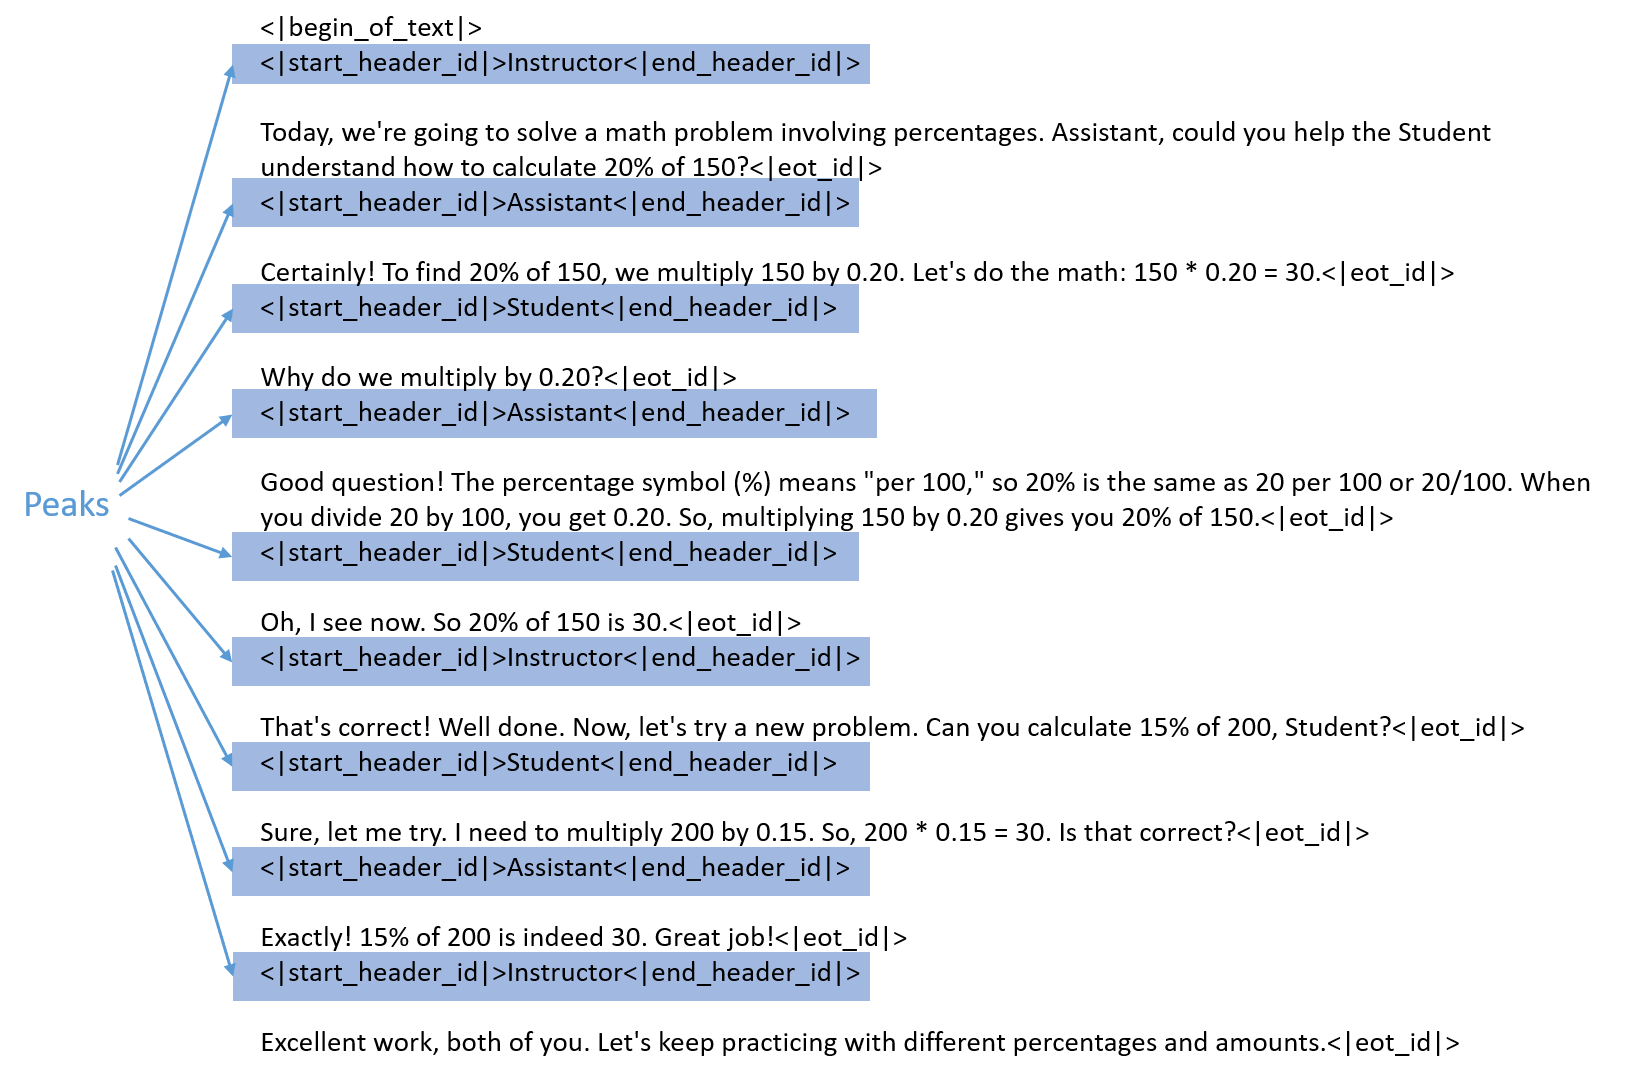 <|begin_of_text|>
<|start_header_id|>Instructor<|end_header_id|>
Today, we're going to solve a math problem involving percentages. Assistant, could you help the Student
understand how to calculate 20% of 150?<|eot_id|>
<|start_header_id|>Assistant<|end_header_id|>
Certainly! To find 20% of 150, we multiply 150 by 0.20. Let's do the math: 150 * 0.20 = 30.<|eot_id|>
<|start_header_id|>Student<|end_header_id|>
Why do we multiply by 0.20?<|eot_id|>
<|start_header_id|>Assistant<|end_header_id|>
Good question! The percentage symbol (%) means "per 100," so 20% is the same as 20 per 100 or 20/100. When
Peaks
you divide 20 by 100, you get 0.20. So, multiplying 150 by 0.20 gives you 20% of 150.<|eot_id|>
<|start_header_id|>Student<|end_header_id|>
Oh, I see now. So 20% of 150 is 30.<|eot_id|>
<|start_header_id|>Instructor<|end_header_id|>
That's correct! Well done. Now, let's try a new problem. Can you calculate 15% of 200, Student?<|eot_id|>
<|start_header_id|>Student<|end_header_id|>
Sure, let me try. I need to multiply 200 by 0.15. So, 200 * 0.15 = 30. Is that correct?<|eot_id|>
<|start_header_id|>Assistant<|end_header_id|>
Exactly! 15% of 200 is indeed 30. Great job!<|eot_id|>
<|start_header_id|>Instructor<|end_header_id|>
Excellent work, both of you. Let's keep practicing with different percentages and amounts.<|eot_id|>